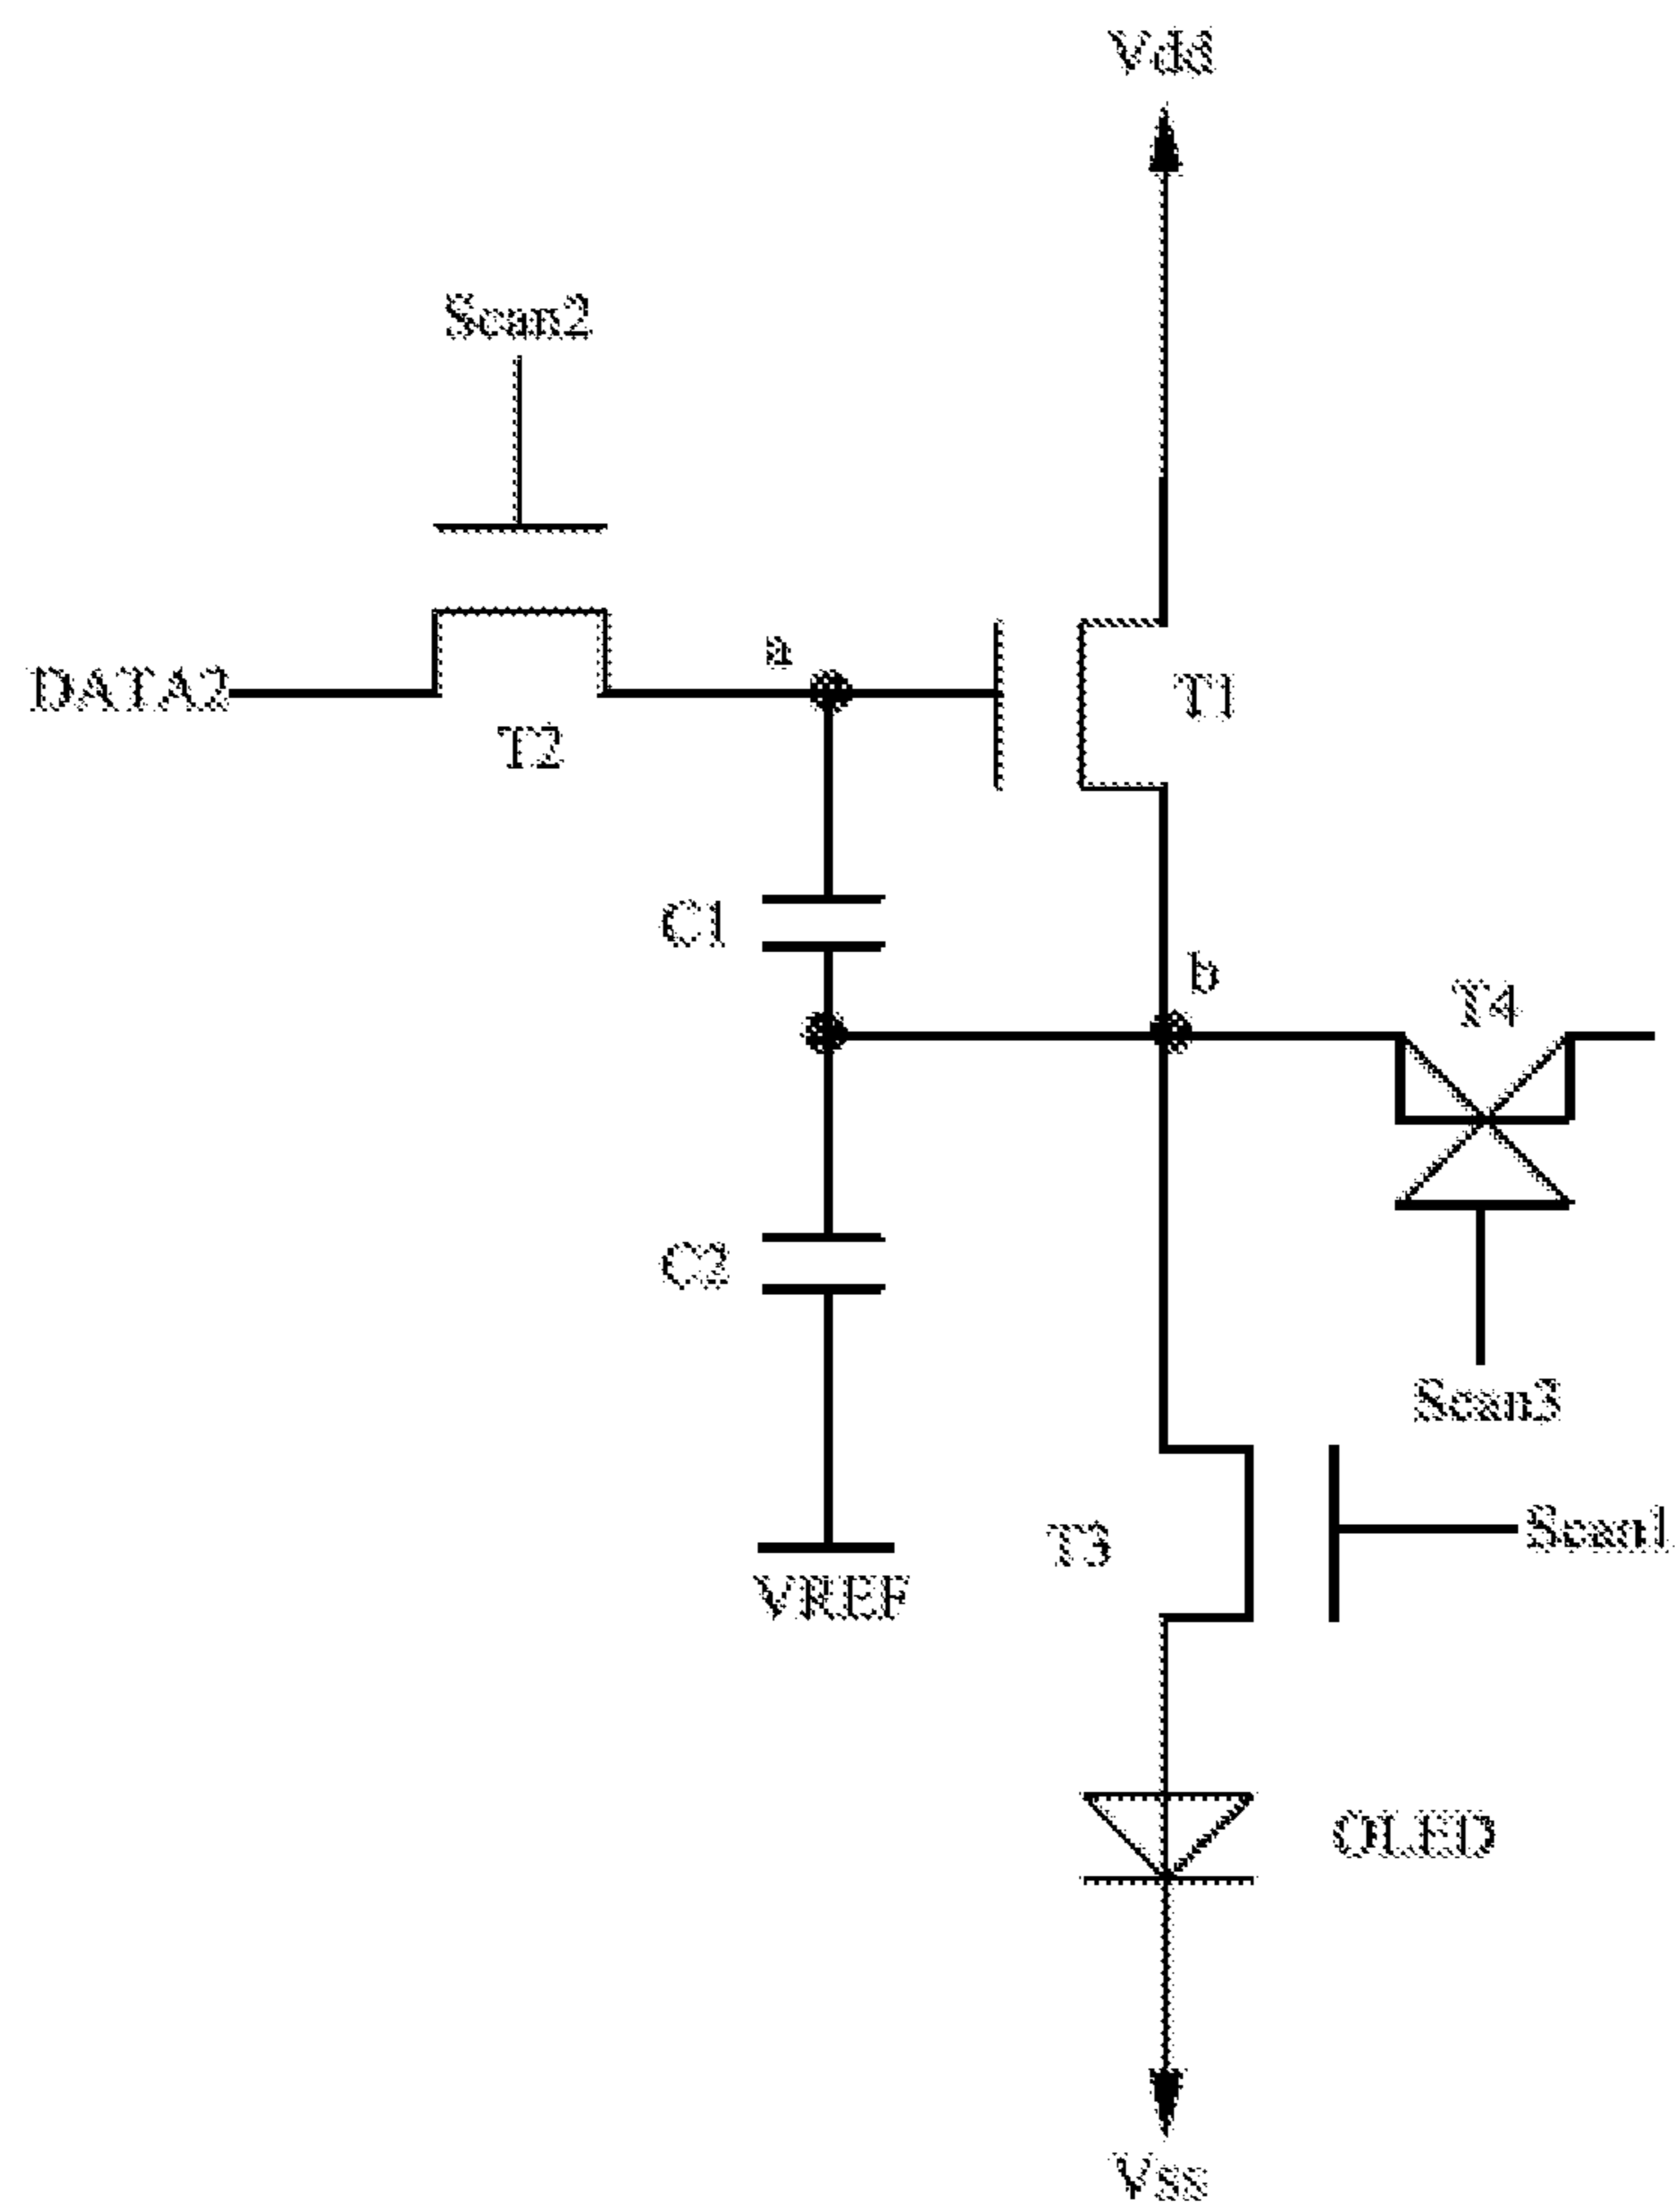 Vdd
Scan2
a
DATA2
T1
T2
C1
b
T4
C2
Scan3
Scan1
T3
VREF
OLED
Vss